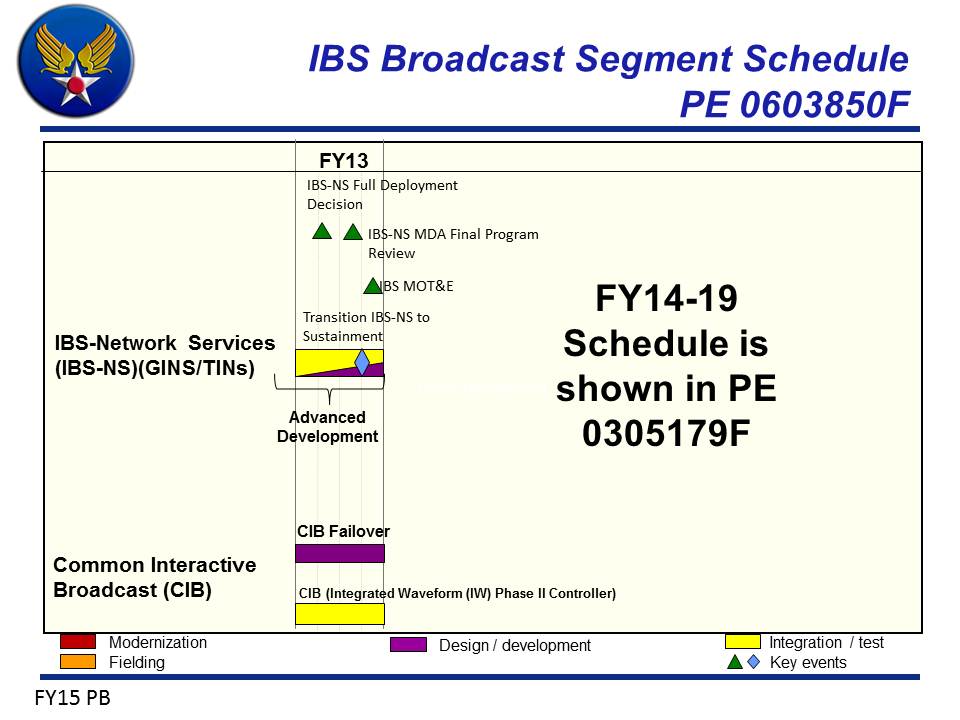 IBS Broadcast Segment Schedule
PE 0603850F
FY13
IBS-NS Full Deployment
Decision
IBS-NS MDA Final Program
Review
IBS MOT&E
Transition IBS-NS to
Sustainment
IBS-Network Services
(IBS-NS)(GINS/TINs)
Advanced
Development
FY14-19
Schedule is
shown in PE
0305179F
CIB Failover
Common Interactive
Broadcast (CIB)
CIB (Integrated Waveform (IW) Phase II Controller)
Modernization
Fielding
Design / development
Integration / test
Key events
FY15 PB